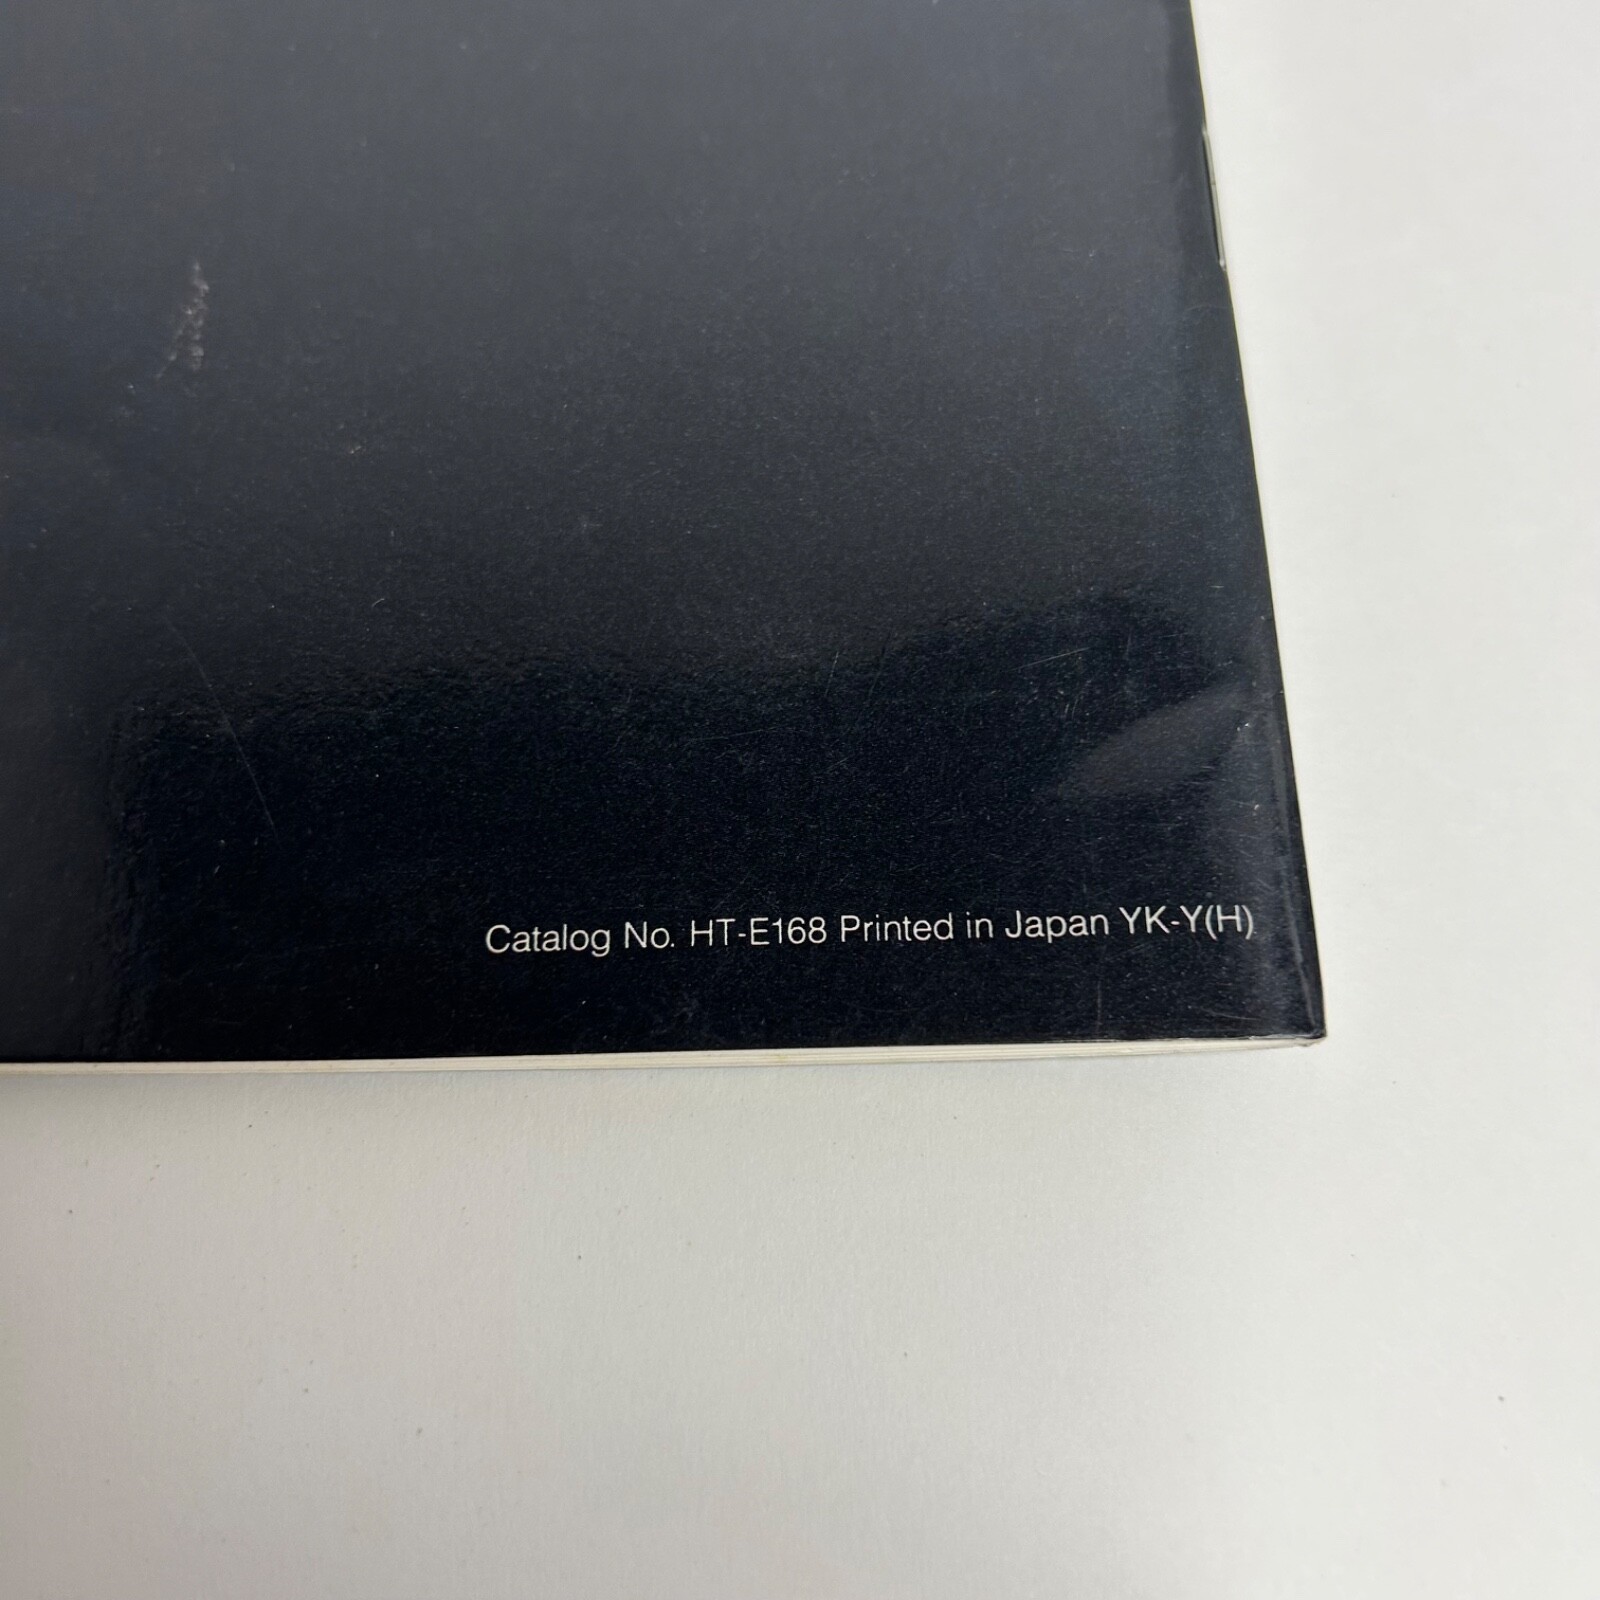 Catalog No. HT-E168 Printed in Japan YK-Y(H)